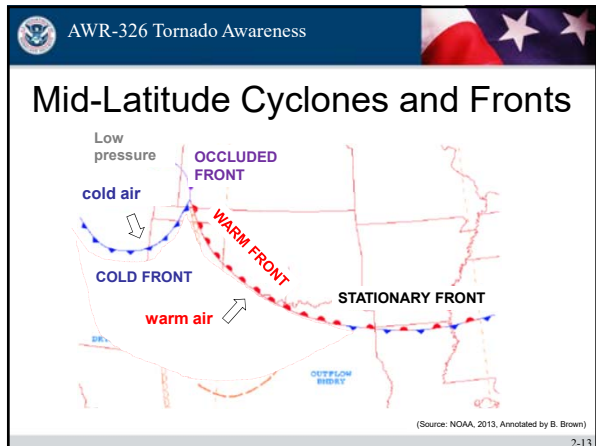 AWR-326 Tornado Awareness
Mid-Latitude Cyclones and Fronts
Low
pressure
OCCLUDED
FRONT
cold air
WARM FRONT
COLD FRONT
STATIONARY FRONT
warm air
OUTFLOW
BNDRY
(Source: NOAA, 2013, Annotated by B. Brown)
2-13